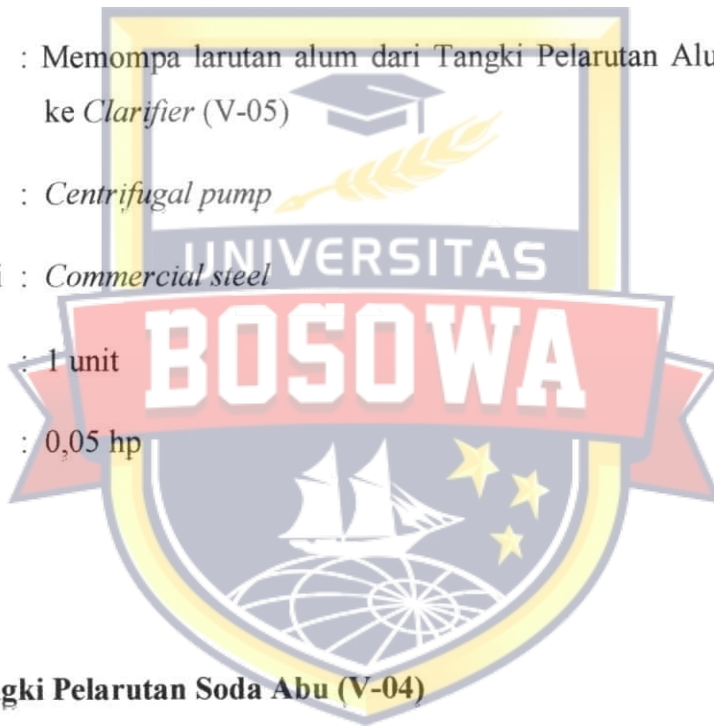 : Memompa larutan alum dari Tangki Pelarutan Alu
ke Clarifier (V-05)
: Centrifugal pump
i : Commercial steel
: 1 unit
: 0,05 hp
UNIVERSITAS
BOSOWA
gki Pelarutan Soda Abu (V-04)